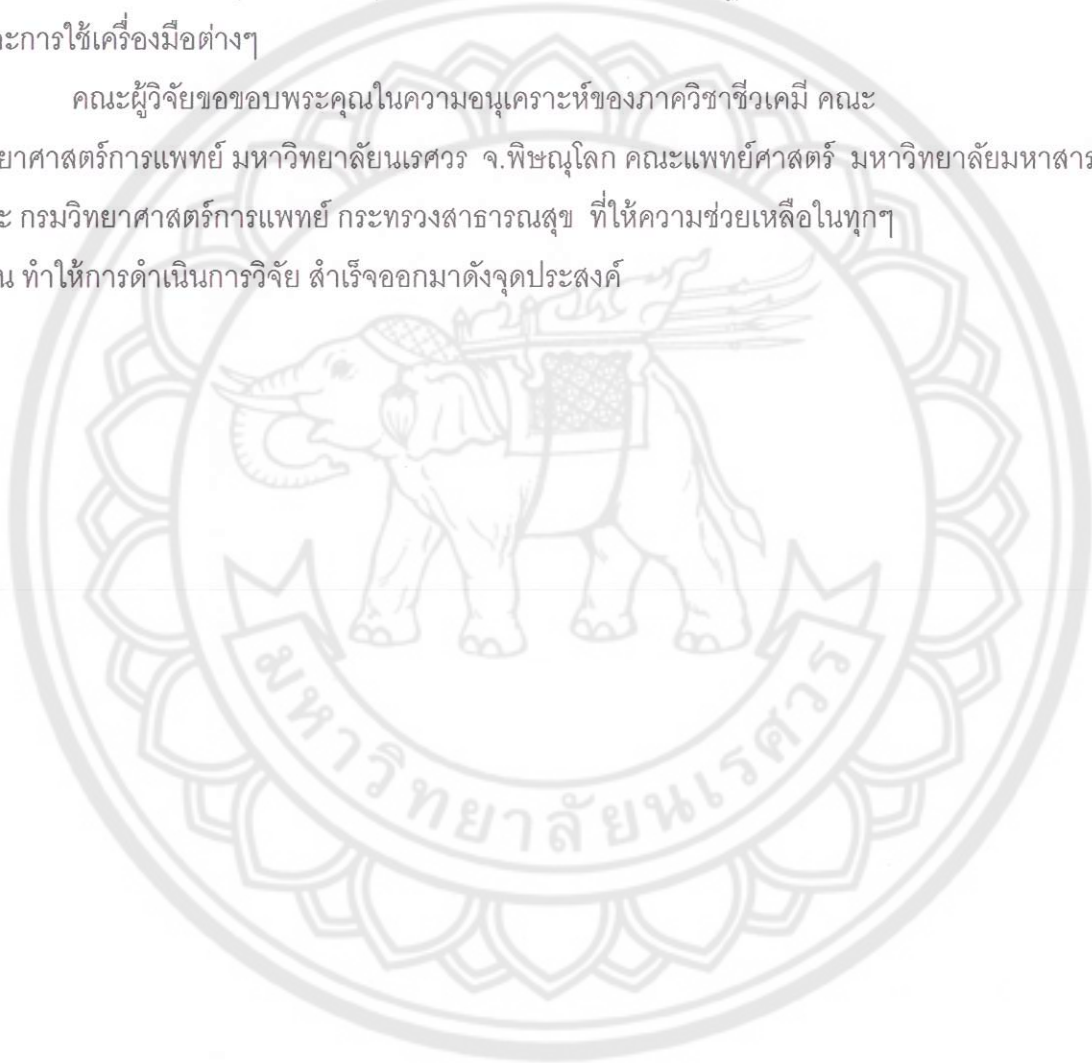 ะการใช้เครื่องมือต่างๆ
คณะผู้วิจัยขอขอบพระคุณในความอนุเคราะห์ของภาควิชาชีวเคมี คณะ
ยาศาสตร์การแพทย์ มหาวิทยาลัยนเรศวร จ.พิษณุโลก คณะแพทย์ศาสตร์ มหาวิทยาลัยมหาสาร
ะ กรมวิทยาศาสตร์การแพทย์ กระทรวงสาธารณสุข ที่ให้ความช่วยเหลือในทุกๆ
น ทำให้การดำเนินการวิจัย สำเร็จออกมาดังจุดประสงค์
มหาวิทยาลัยนเรศวร